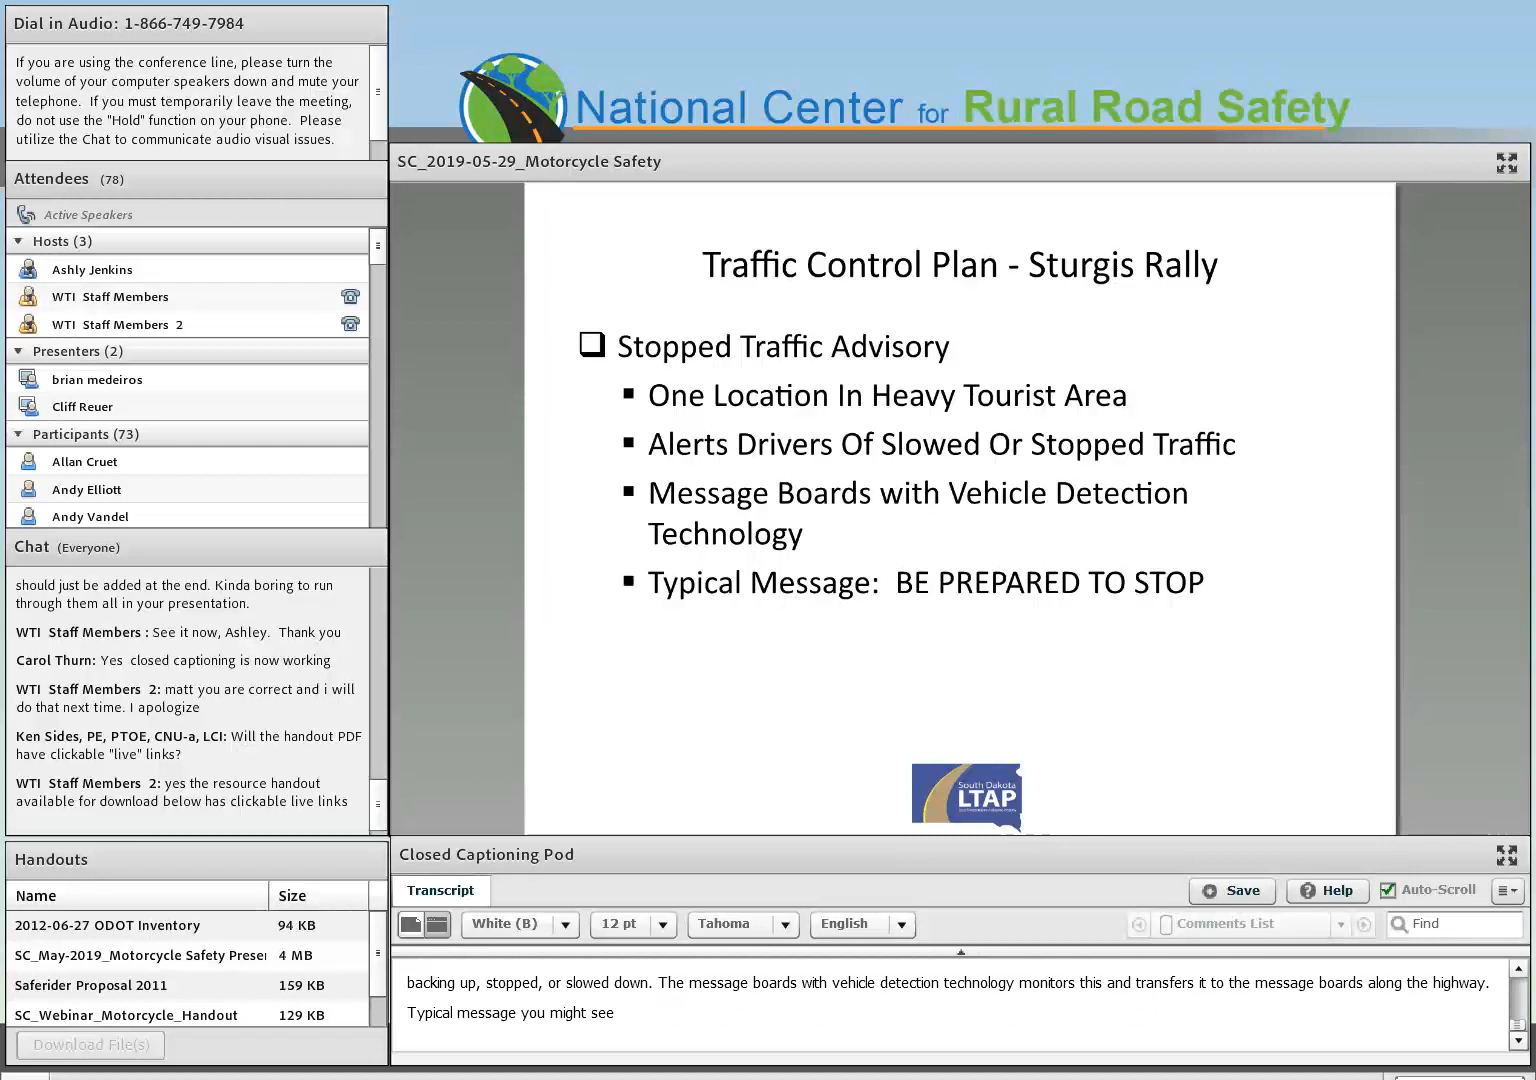 Dial in Audio: 1-866-749-7984
If you are using the conference line, please turn the
volume of your computer speakers down and mute your
telephone.  If you must temporarily leave the meeting,
do not use the "Hold" function on your phone.  Please
utilize the Chat to communicate audio visual issues.
Attendees (78)
Active Speakers
Hosts (3)
Ashly Jenkins
WTI Staff Members
WTI Staff Members 2
Presenters (2)
brian medeiros
Cliff Reuer
Participants (73)
Allan Cruet
Andy Elliott
Andy Vandel
Chat (Everyone)
should just be added at the end. Kinda boring to run
through them all in your presentation.
WTI Staff Members : See it now, Ashley.  Thank you
Carol Thurn: Yes closed captioning is now working
WTI Staff Members 2: matt you are correct and i will
do that next time. I apologize
Ken Sides, PE, PTOE, CNU-a, LCI: Will the handout PDF
have clickable "live" links?
WTI Staff Members 2: yes the resource handout
available for download below has clickable live links
Handouts
Name Size
2012-06-27 ODOT Inventory 94 KB
SC_May-2019_Motorcycle Safety Preser 4 MB
Saferider Proposal 2011 159 KB
SC_Webinar_Motorcycle_Handout 129 KB
Download File(s)
National Center for Rural Road Safety
SC_2019-05-29_Motorcycle Safety
Traffic Control Plan - Sturgis Rally
Stopped Traffic Advisory
One Location In Heavy Tourist Area
Alerts Drivers Of Slowed Or Stopped Traffic
Message Boards with Vehicle Detection
Technology
Typical Message:  BE PREPARED TO STOP
South Dakota
LTAP
Closed Captioning Pod
Transcript
Save Help Auto-Scroll
White (B) 12 pt Tahoma English Comments List Find
backing up, stopped, or slowed down. The message boards with vehicle detection technology monitors this and transfers it to the message boards along the highway.
Typical message you might see